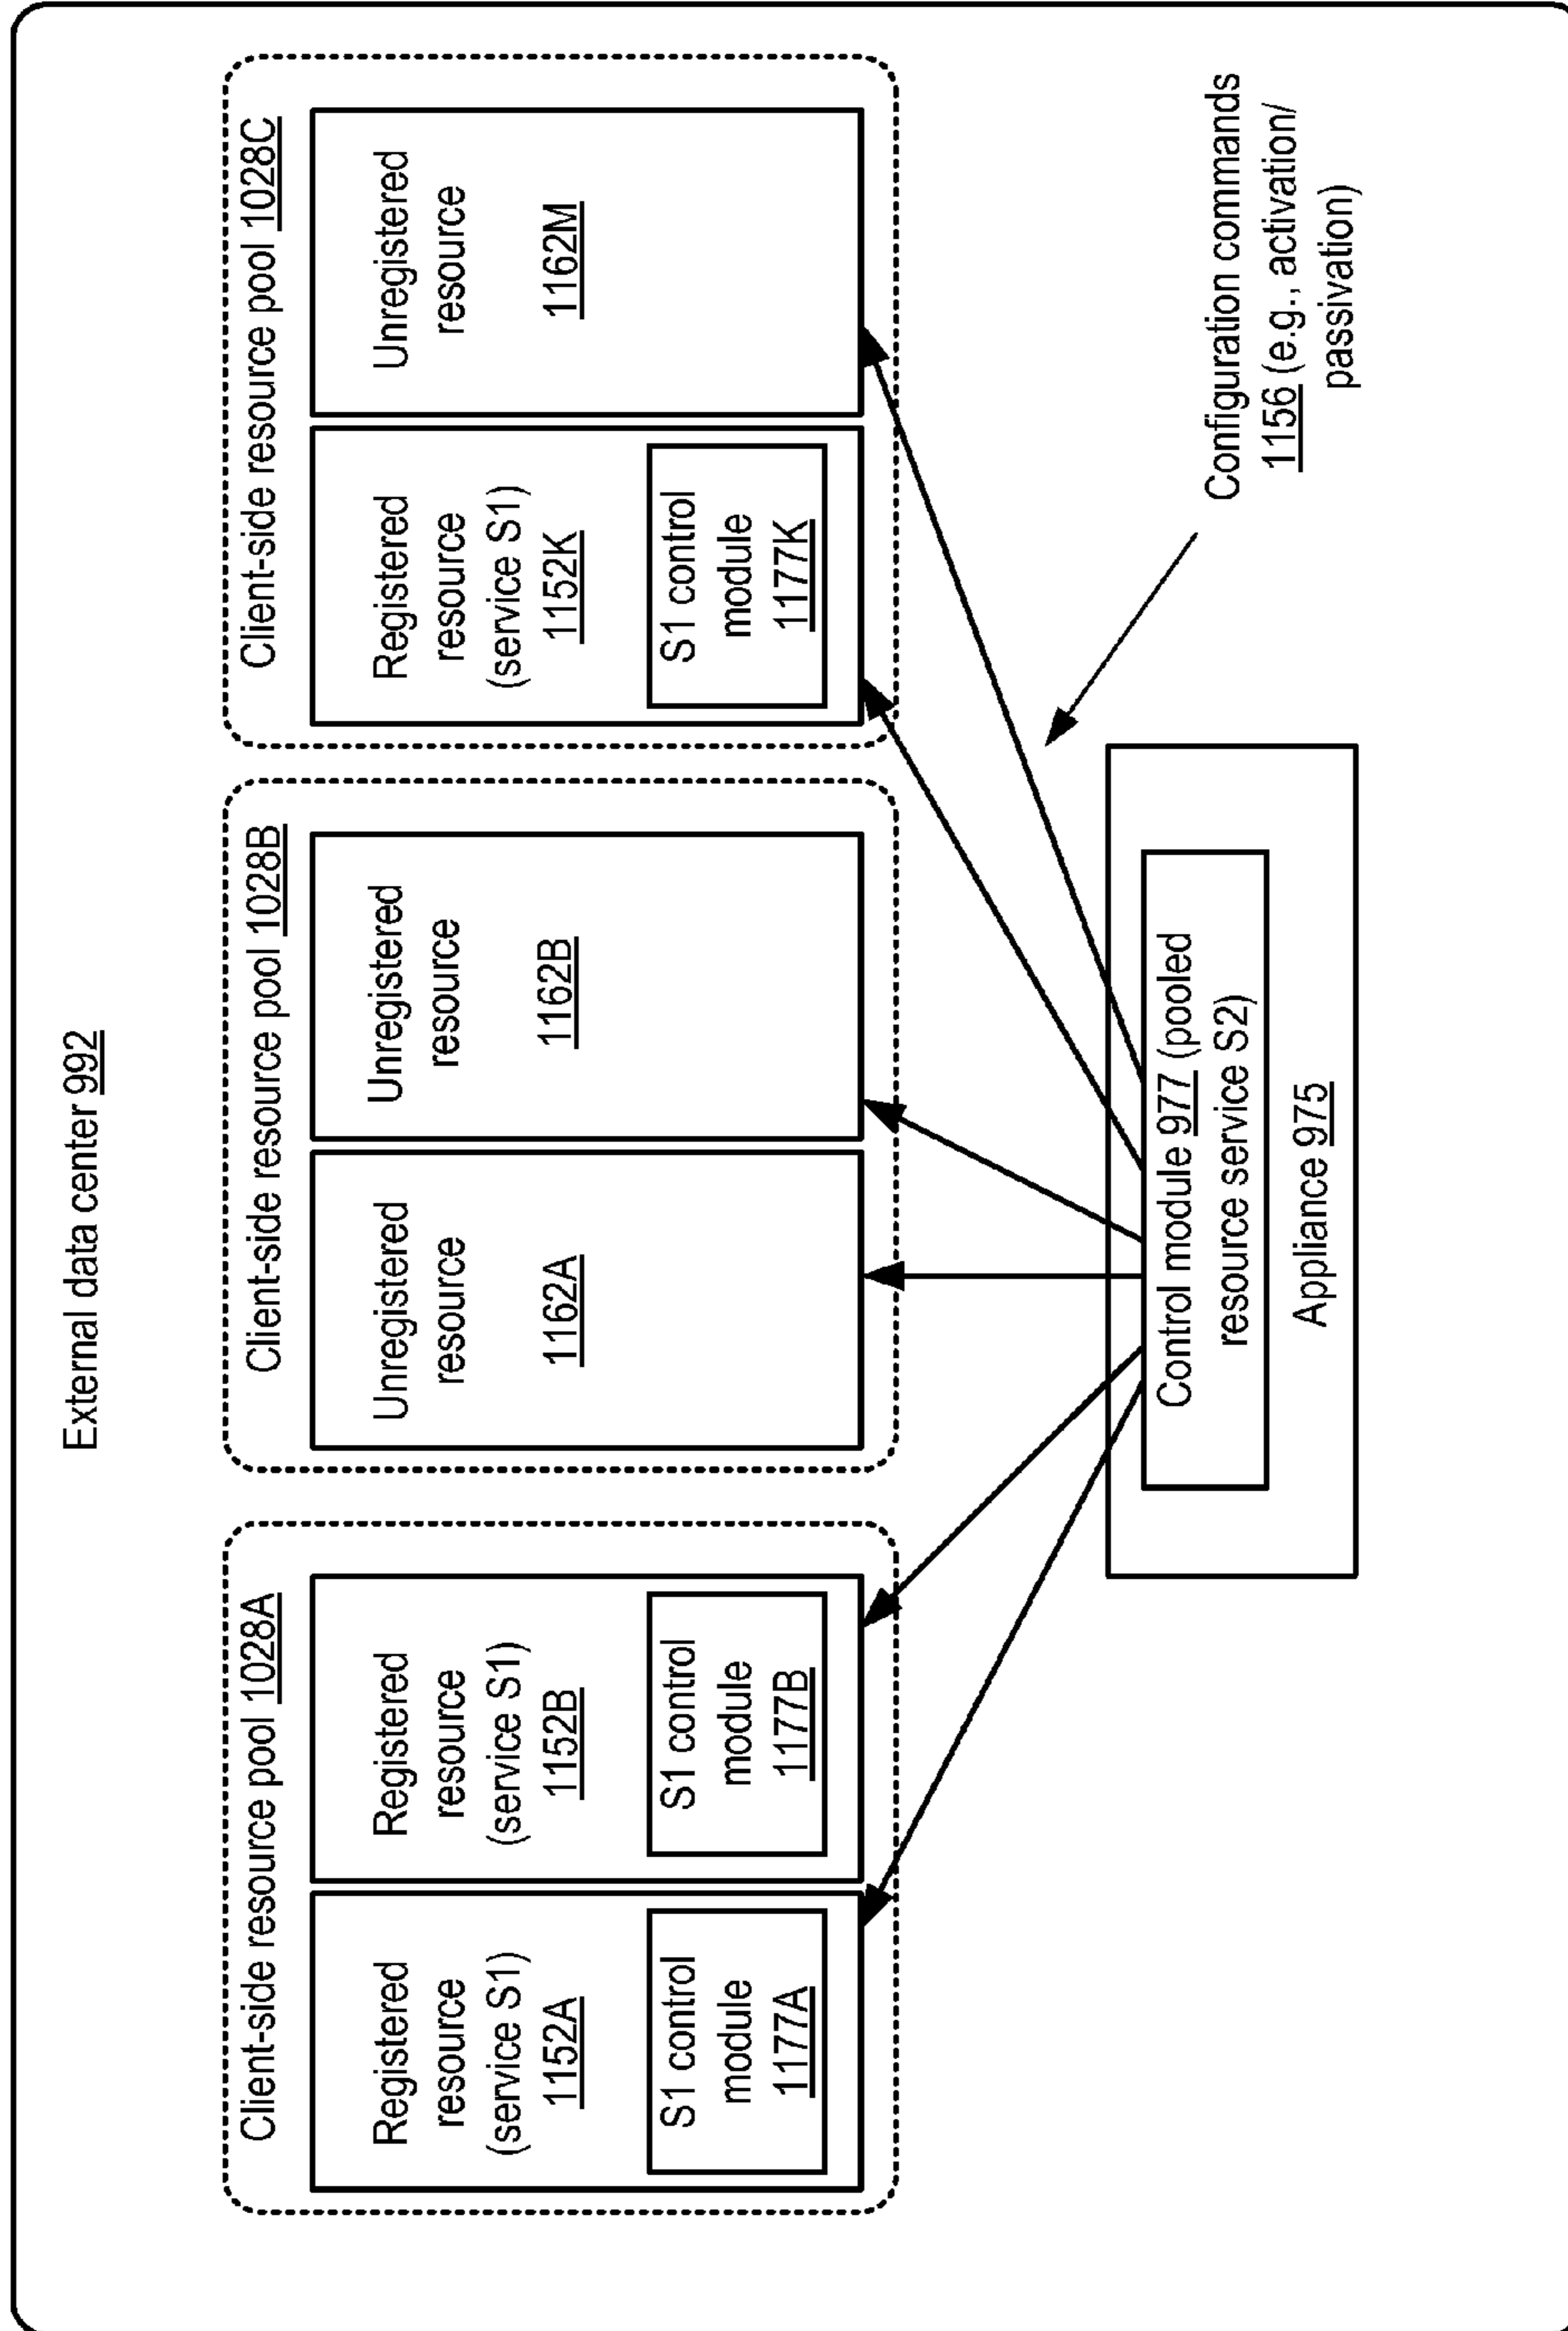 External data center 992
Client-side resource pool 1028A
Registered
resource
(service S1)
1152A
S1 control
module
1177A
Registered
resource
(service S1)
1152B
S1 control
module
1177B
Client-side resource pool 1028B
Unregistered
resource
1162A
Unregistered
resource
1162B
Client-side resource pool 1028C
Registered
resource
(service S1)
1152K
S1 control
module
1177K
Unregistered
resource
1162M
Control module 977 (pooled
resource service S2)
Appliance 975
Configuration commands
1156 (e.g., activation/
passivation)